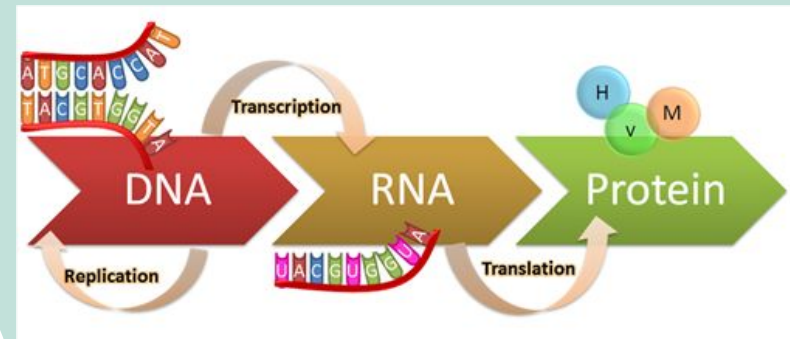 ATGCACCAT
TACGTGGTA
Transcription
H
v
M
DNA
RNA
Protein
Replication
UACGUGGUA
Translation